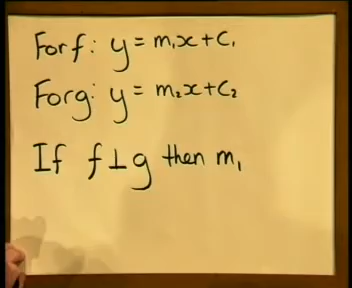 For f: y = m₁x + c₁
For g: y = m₂x + c₂
If f ⊥ g then m₁